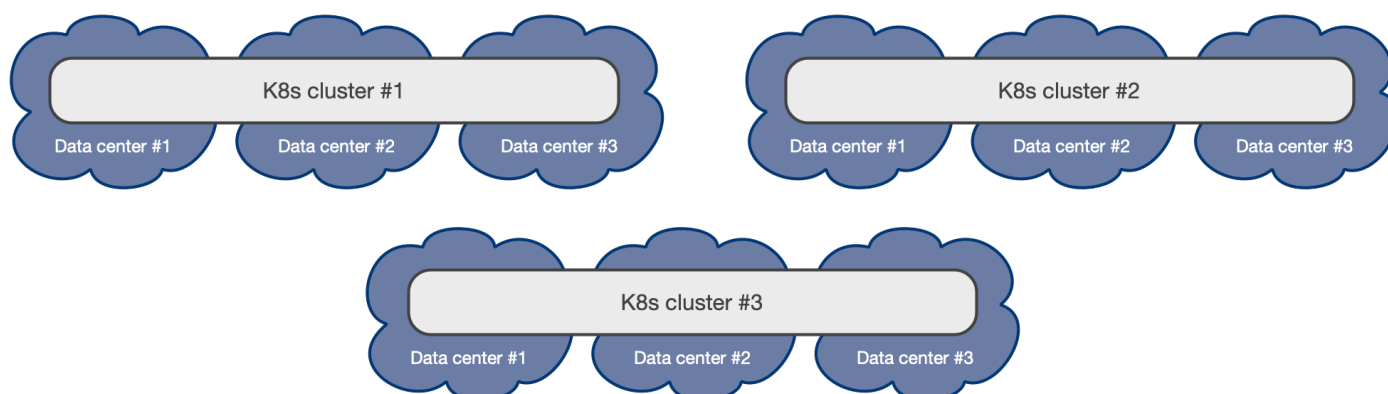 K8s cluster #1
Data center #1
Data center #2
Data center #3
K8s cluster #2
Data center #1
Data center #2
Data center #3
K8s cluster #3
Data center #1
Data center #2
Data center #3